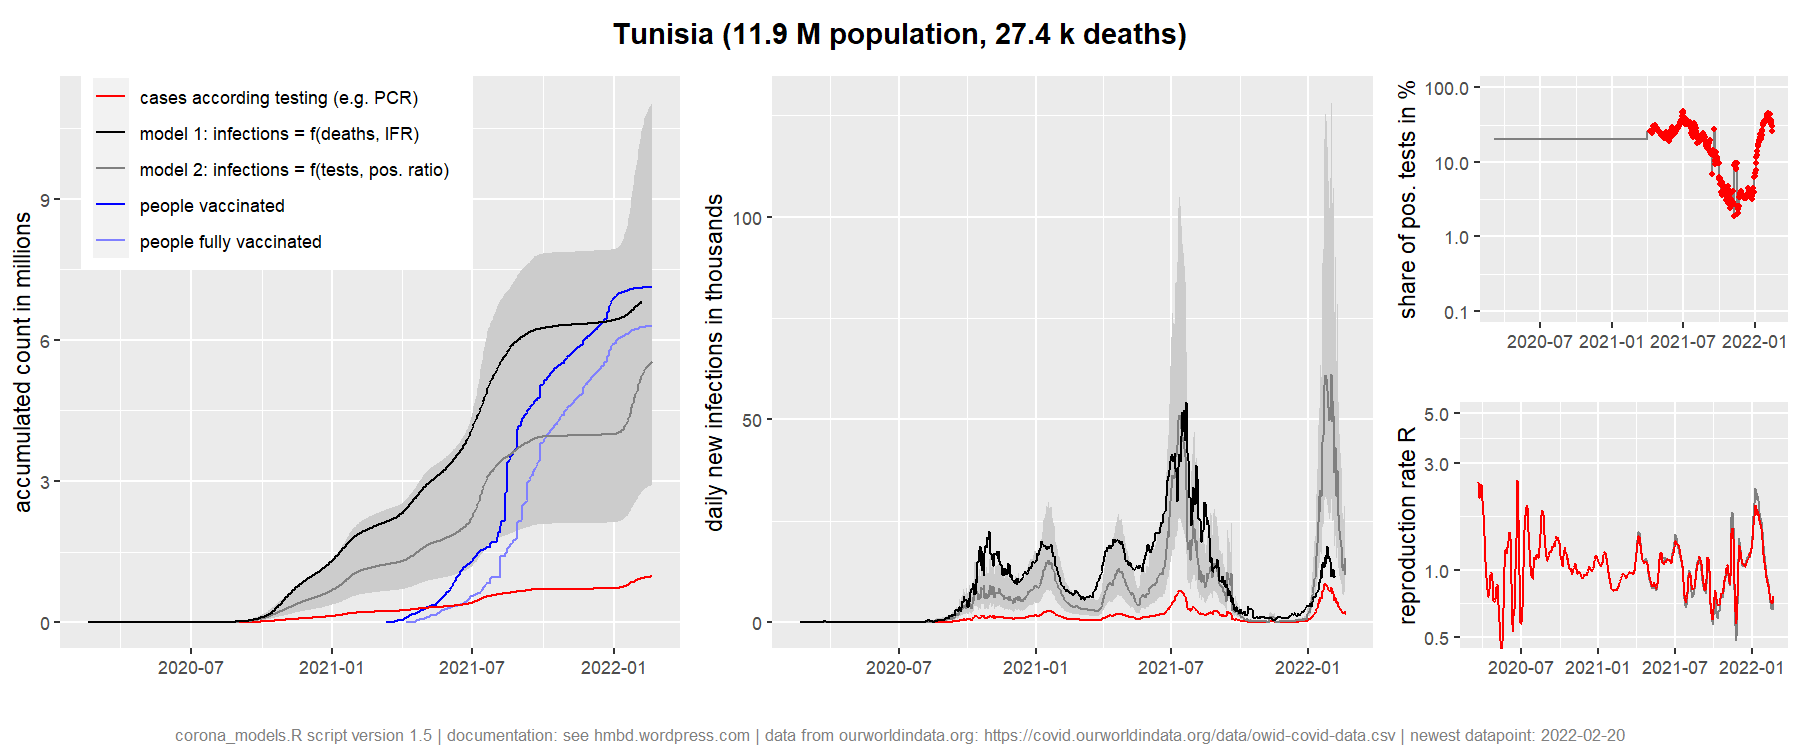 Tunisia (11.9 M population, 27.4 k deaths)
accumulated count in millions
cases according testing (e.g. PCR)
model 1: infections = f(deaths, IFR)
model 2: infections = f(tests, pos. ratio)
people vaccinated
people fully vaccinated
9
6
3
0
2020-07 2021-01 2021-07 2022-01
daily new infections in thousands
100
50
0
2020-07 2021-01 2021-07 2022-01
share of pos. tests in %
100.0
10.0
1.0
0.1
2020-07 2021-01 2021-07 2022-01
reproduction rate R
5.0
3.0
1.0
0.5
2020-07 2021-01 2021-07 2022-01
corona_models.R script version 1.5 | documentation: see hmbd.wordpress.com | data from ourworldindata.org: https://covid.ourworldindata.org/data/owid-covid-data.csv | newest datapoint: 2022-02-20